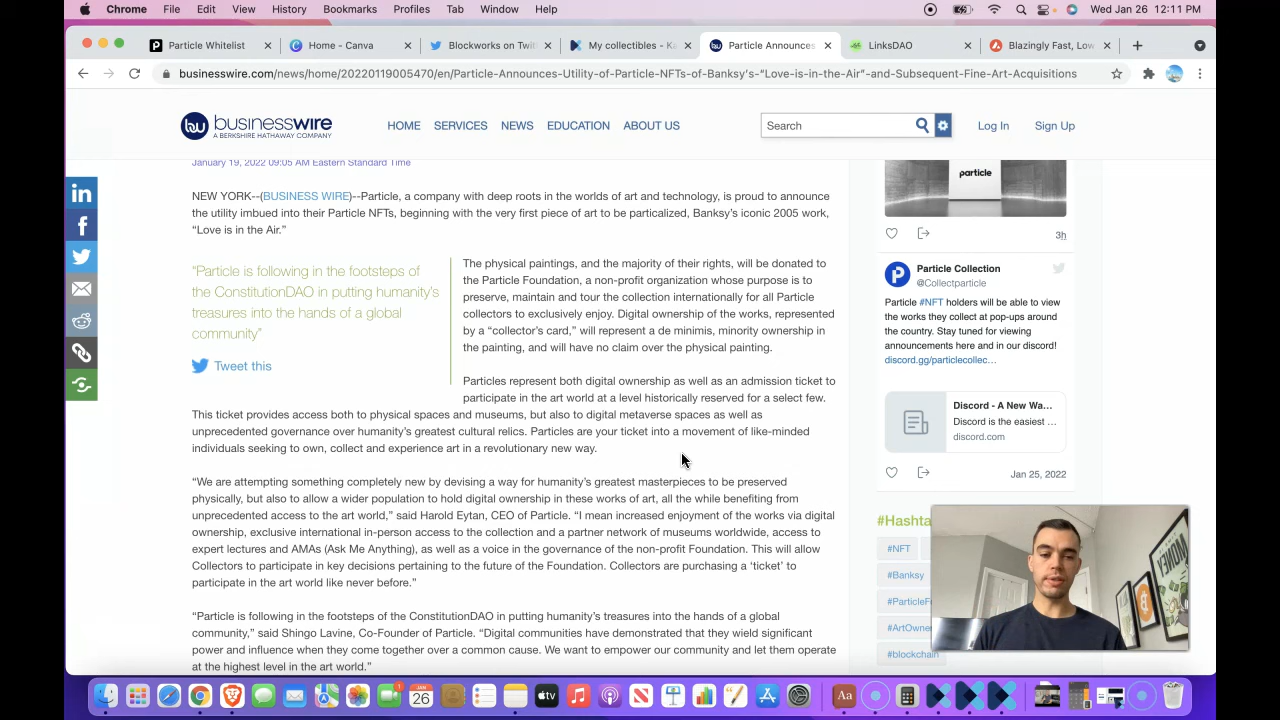 Chrome File Edit View History Bookmarks Profiles Tab Window Help Wed Jan 26 12:11 PM
Particle Whitelist Home - Canva Blockworks on Twi My collectibles - Ka Particle Announces LinksDAO Blazingly Fast, Low
businesswire.com/news/home/20220119005470/en/Particle-Announces-Utility-of-Particle-NFTs-of-Banksy's-"Love-is-in-the-Air"-and-Subsequent-Fine-Art-Acquisitions
businesswire
A BERKSHIRE HATHAWAY COMPANY
HOME SERVICES NEWS EDUCATION ABOUT US Search Log In Sign Up
January 19, 2022 09:05 AM Eastern Standard Time
NEW YORK--(BUSINESS WIRE)--Particle, a company with deep roots in the worlds of art and technology, is proud to announce
the utility imbued into their Particle NFTs, beginning with the very first piece of art to be particalized, Banksy's iconic 2005 work,
"Love is in the Air."
"Particle is following in the footsteps of
the ConstitutionDAO in putting humanity's
treasures into the hands of a global
community"
Tweet this
The physical paintings, and the majority of their rights, will be donated to
the Particle Foundation, a non-profit organization whose purpose is to
preserve, maintain and tour the collection internationally for all Particle
collectors to exclusively enjoy. Digital ownership of the works, represented
by a "collector's card," will represent a de minimis, minority ownership in
the painting, and will have no claim over the physical painting.
Particles represent both digital ownership as well as an admission ticket to
participate in the art world at a level historically reserved for a select few.
This ticket provides access both to physical spaces and museums, but also to digital metaverse spaces as well as
unprecedented governance over humanity's greatest cultural relics. Particles are your ticket into a movement of like-minded
individuals seeking to own, collect and experience art in a revolutionary new way.
"We are attempting something completely new by devising a way for humanity's greatest masterpieces to be preserved
physically, but also to allow a wider population to hold digital ownership in these works of art, all the while benefiting from
unprecedented access to the art world," said Harold Eytan, CEO of Particle. "I mean increased enjoyment of the works via digital
ownership, exclusive international in-person access to the collection and a partner network of museums worldwide, access to
expert lectures and AMAs (Ask Me Anything), as well as a voice in the governance of the non-profit Foundation. This will allow
Collectors to participate in key decisions pertaining to the future of the Foundation. Collectors are purchasing a 'ticket' to
participate in the art world like never before."
"Particle is following in the footsteps of the ConstitutionDAO in putting humanity's treasures into the hands of a global
community," said Shingo Lavine, Co-Founder of Particle. "Digital communities have demonstrated that they wield significant
power and influence when they come together over a common cause. We want to empower our community and let them operate
at the highest level in the art world."
particle
3h
Particle Collection
@Collectparticle
Particle #NFT holders will be able to view
the works they collect at pop-ups around
the country. Stay tuned for viewing
announcements here and in our discord!
discord.gg/particlecollec...
Discord - A New Wa...
Discord is the easiest ...
discord.com
Jan 25, 2022
#Hashta
#NFT
#Banksy
#ParticleF
#ArtOwne
#blockchain
MONEY